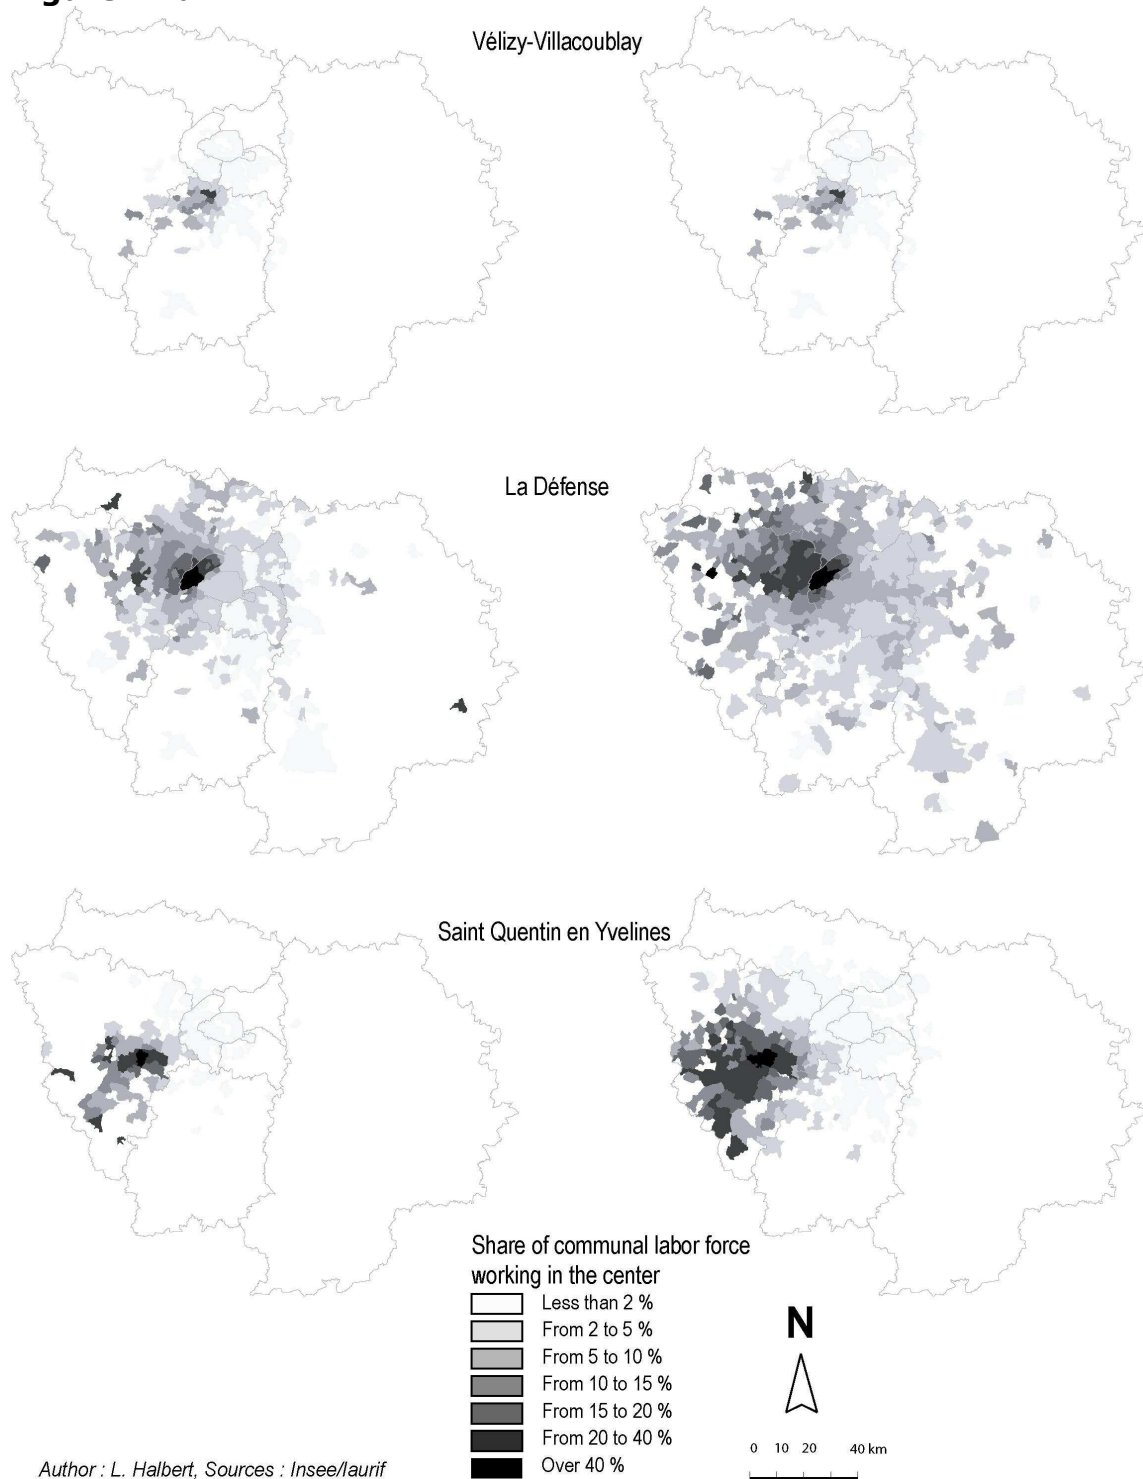 Vélizy-Villacoublay
La Défense
Saint Quentin en Yvelines
Share of communal labor force
working in the center
Less than 2 %
From 2 to 5 %
From 5 to 10 %
From 10 to 15 %
From 15 to 20 %
From 20 to 40 %
Over 40 %
N
0 10 20 40 km
Author : L. Halbert, Sources : Insee/Iaurif